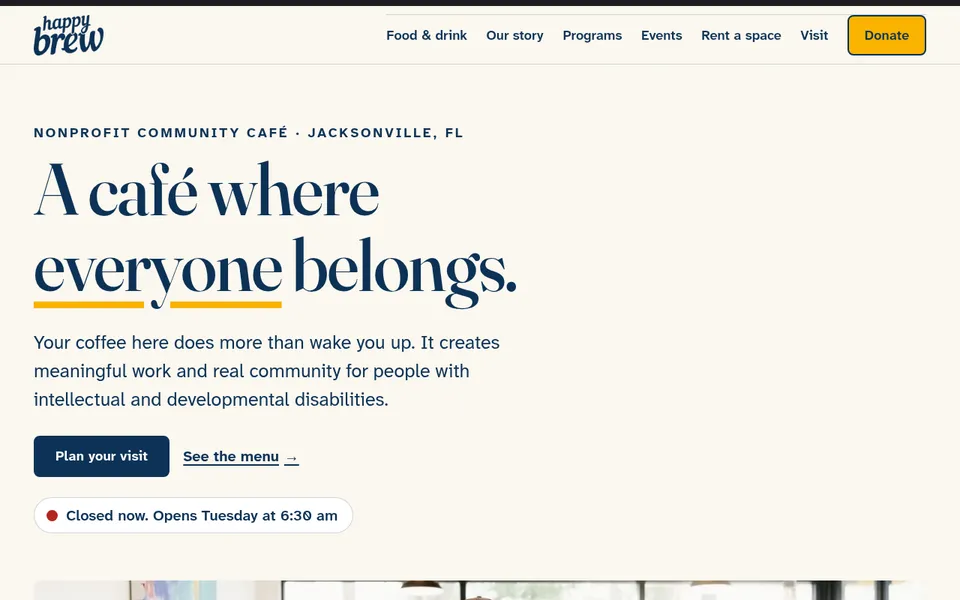 happy
brew
Food & drink
Our story
Programs
Events
Rent a space
Visit
Donate
NONPROFIT COMMUNITY CAFÉ · JACKSONVILLE, FL
A café where
everyone belongs.
Your coffee here does more than wake you up. It creates
meaningful work and real community for people with
intellectual and developmental disabilities.
Plan your visit
See the menu →
Closed now. Opens Tuesday at 6:30 am